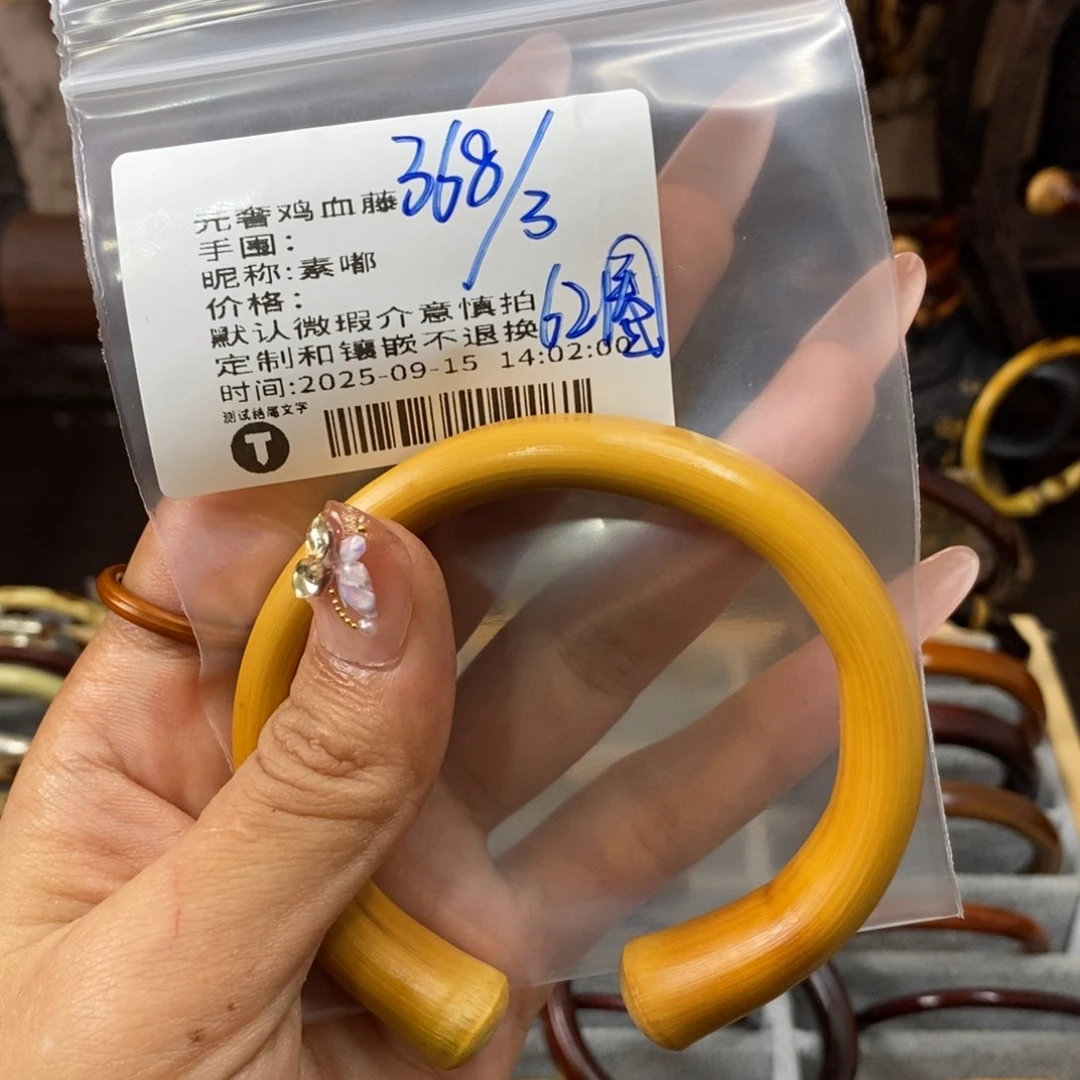 元奢鸡血藤 368/3
手围:
昵称:素嘟
价格:
默认微瑕介意慎拍
定制和镶嵌不退换 62圈
时间:2025-09-15 14:02:00
测试结尾文字
T